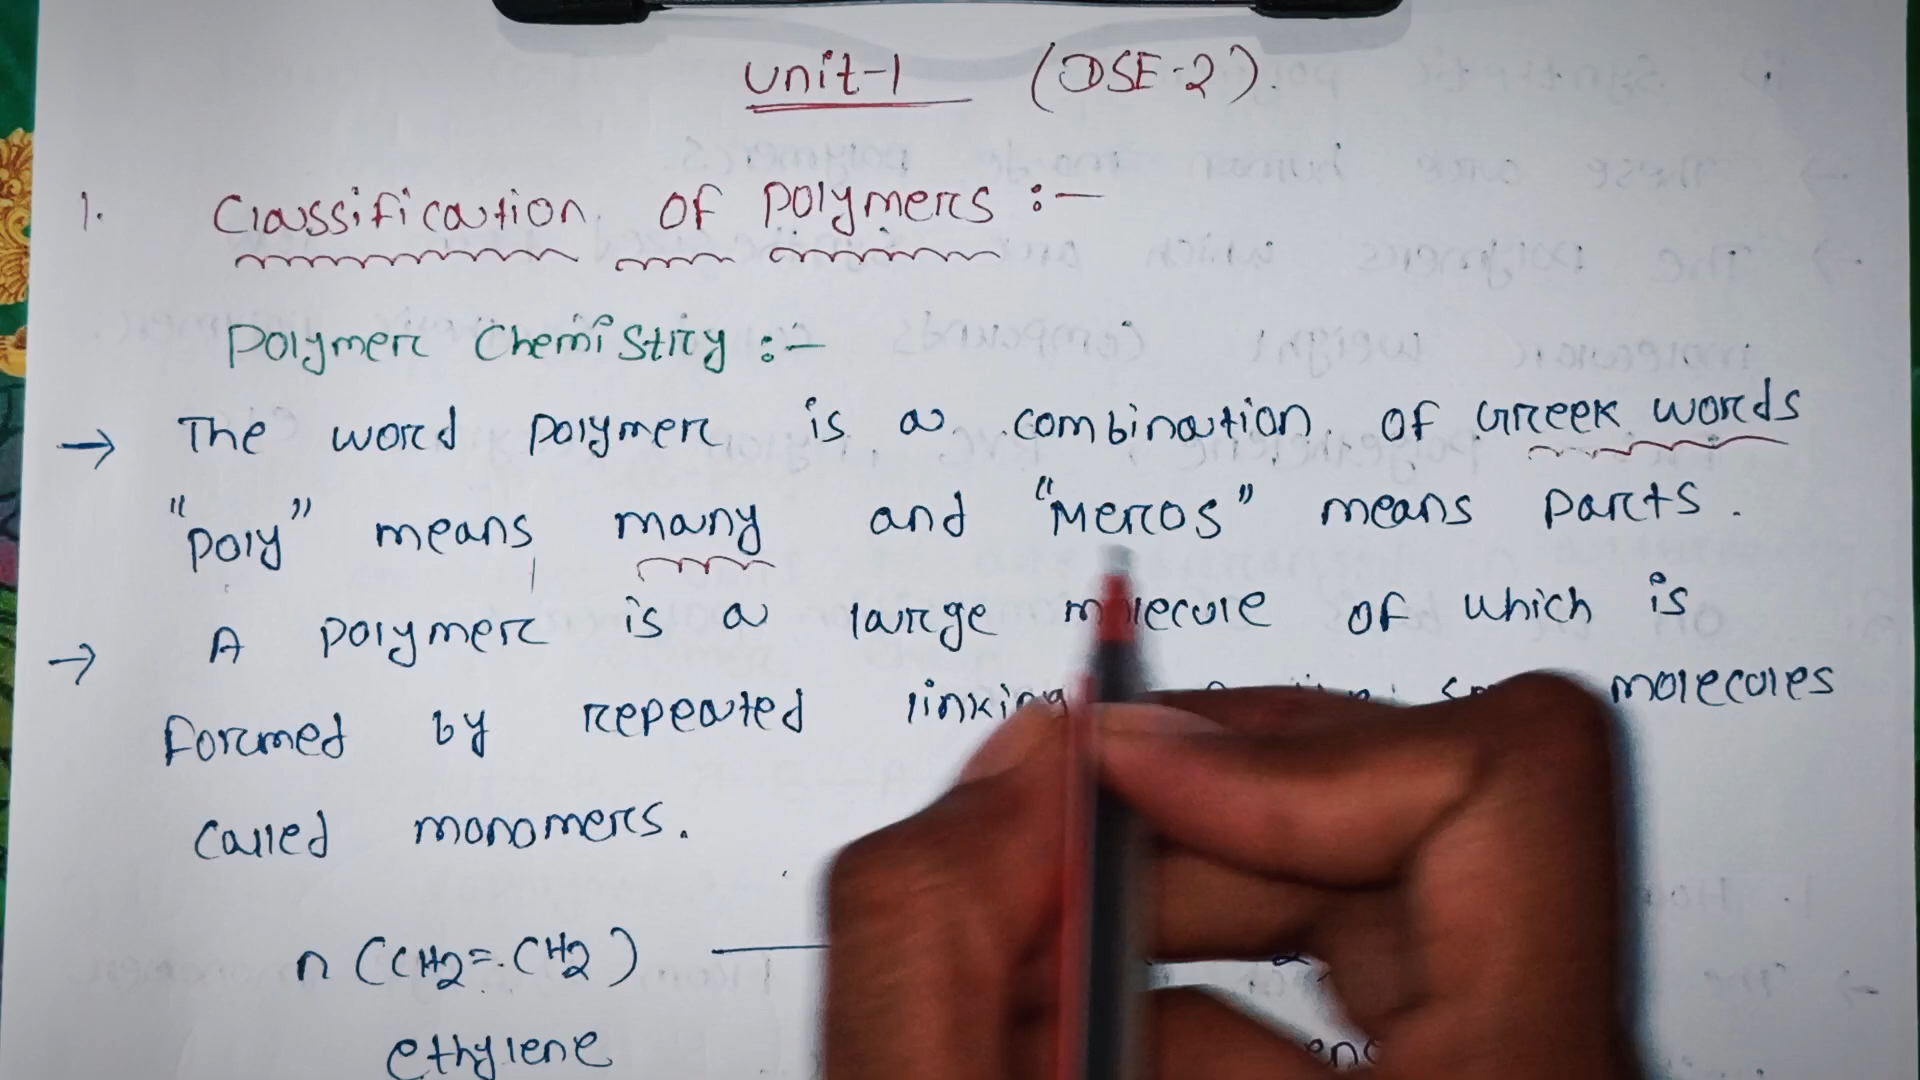 Unit-1 (DSE-2).
1. Classification of Polymers :-
Polymer Chemistry :-
→ The word polymer is a combination of Greek words
"Poly" means many and "Meros" means parts.
→ A polymer is a large molecule of which is
formed by repeated linking molecules
called monomers.
n (CH2=CH2)
ethylene